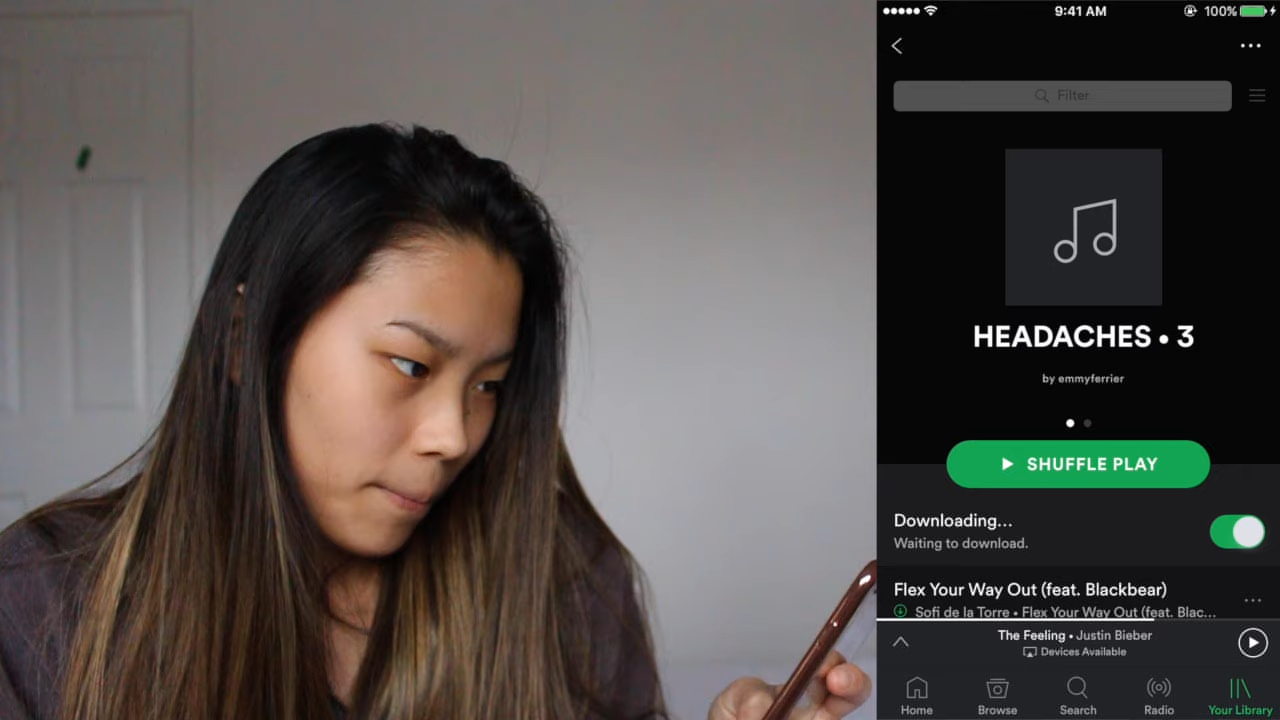 9:41 AM
100%
Filter
HEADACHES • 3
by emmyferrier
SHUFFLE PLAY
Downloading...
Waiting to download.
Flex Your Way Out (feat. Blackbear)
Sofi de la Torre • Flex Your Way Out (feat. Blac...
The Feeling • Justin Bieber
Devices Available
Home
Browse
Search
Radio
Your Library